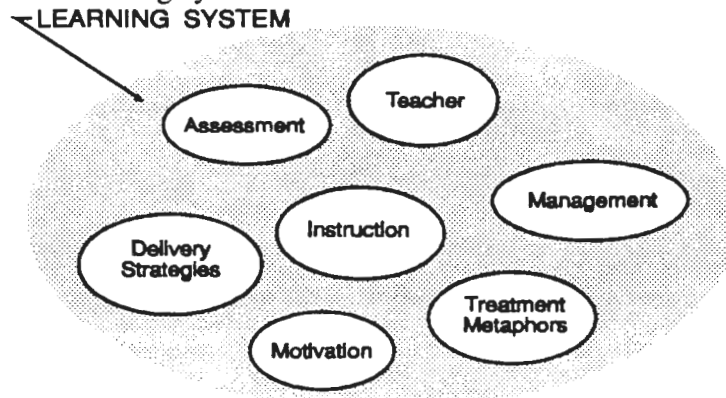 LEARNING SYSTEM
Teacher
Assessment
Management
Instruction
Delivery
Strategies
Treatment
Metaphors
Motivation